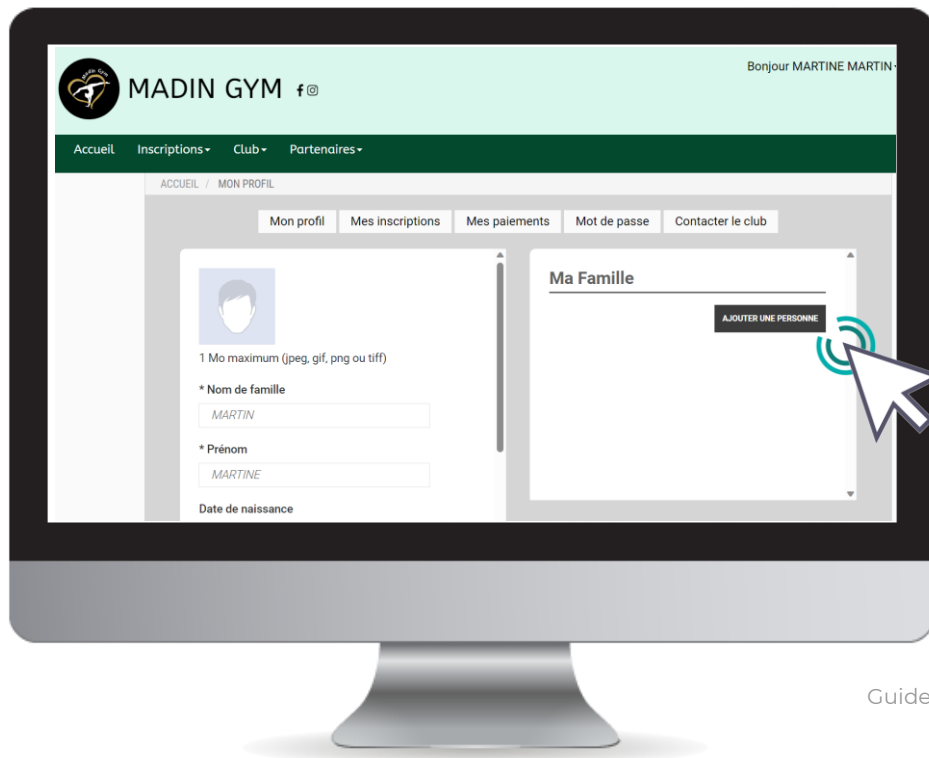 Bonjour MARTINE MARTIN
Madin Gym
MADIN GYM
Accueil Inscriptions Club Partenaires
ACCUEIL / MON PROFIL
Mon profil Mes inscriptions Mes paiements Mot de passe Contacter le club
1 Mo maximum (jpeg, gif, png ou tiff)
* Nom de famille
MARTIN
* Prénom
MARTINE
Date de naissance
Ma Famille
AJOUTER UNE PERSONNE
Guide